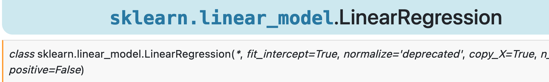 sklearn.linear_model.LinearRegression
class sklearn.linear_model.LinearRegression(*, fit_intercept=True, normalize='deprecated', copy_X=True,
positive=False)